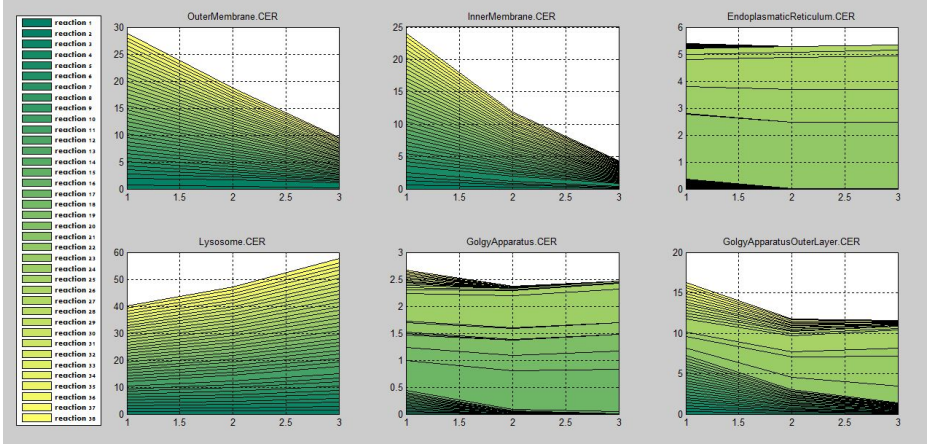 reaction 1
reaction 2
reaction 3
reaction 4
reaction 5
reaction 6
reaction 7
reaction 8
reaction 9
reaction 10
reaction 11
reaction 12
reaction 13
reaction 14
reaction 15
reaction 16
reaction 17
reaction 18
reaction 19
reaction 20
reaction 21
reaction 22
reaction 23
reaction 24
reaction 25
reaction 26
reaction 27
reaction 28
reaction 29
reaction 30
reaction 31
reaction 32
reaction 33
reaction 34
reaction 35
reaction 36
reaction 37
reaction 38
OuterMembrane.CER
30
25
20
15
10
5
0
1 1.5 2 2.5 3
InnerMembrane.CER
25
20
15
10
5
0
1 1.5 2 2.5 3
EndoplasmaticReticulum.CER
6
5
4
3
2
1
0
1 1.5 2 2.5 3
Lysosome.CER
60
50
40
30
20
10
0
1 1.5 2 2.5 3
GolgyApparatus.CER
3
2.5
2
1.5
1
0.5
0
1 1.5 2 2.5 3
GolgyApparatusOuterLayer.CER
20
15
10
5
0
1 1.5 2 2.5 3